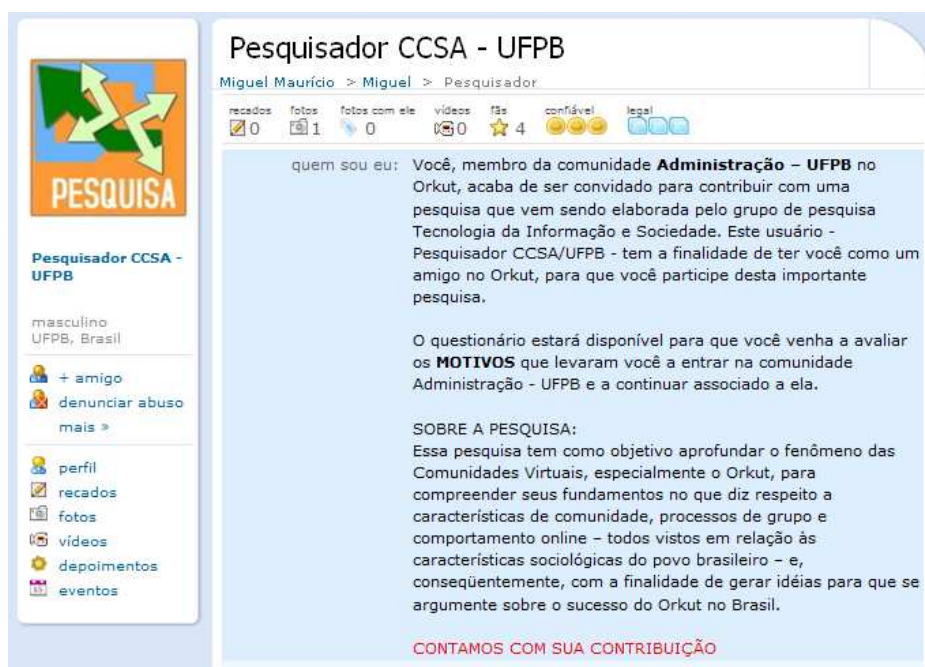 PESQUISA
Pesquisador CCSA -
UFPB
masculino
UFPB, Brasil
+ amigo
denunciar abuso
mais »
perfil
recados
fotos
vídeos
depoimentos
eventos
Pesquisador CCSA - UFPB
Miguel Maurício > Miguel > Pesquisador
recados fotos fotos com ele vídeos fãs confiável legal
0 1 0 0 4
quem sou eu: Você, membro da comunidade Administração – UFPB no
Orkut, acaba de ser convidado para contribuir com uma
pesquisa que vem sendo elaborada pelo grupo de pesquisa
Tecnologia da Informação e Sociedade. Este usuário -
Pesquisador CCSA/UFPB - tem a finalidade de ter você como um
amigo no Orkut, para que você participe desta importante
pesquisa.
O questionário estará disponível para que você venha a avaliar
os MOTIVOS que levaram você a entrar na comunidade
Administração - UFPB e a continuar associado a ela.
SOBRE A PESQUISA:
Essa pesquisa tem como objetivo aprofundar o fenômeno das
Comunidades Virtuais, especialmente o Orkut, para
compreender seus fundamentos no que diz respeito a
características de comunidade, processos de grupo e
comportamento online – todos vistos em relação às
características sociológicas do povo brasileiro – e,
conseqüentemente, com a finalidade de gerar idéias para que se
argumente sobre o sucesso do Orkut no Brasil.
CONTAMOS COM SUA CONTRIBUIÇÃO